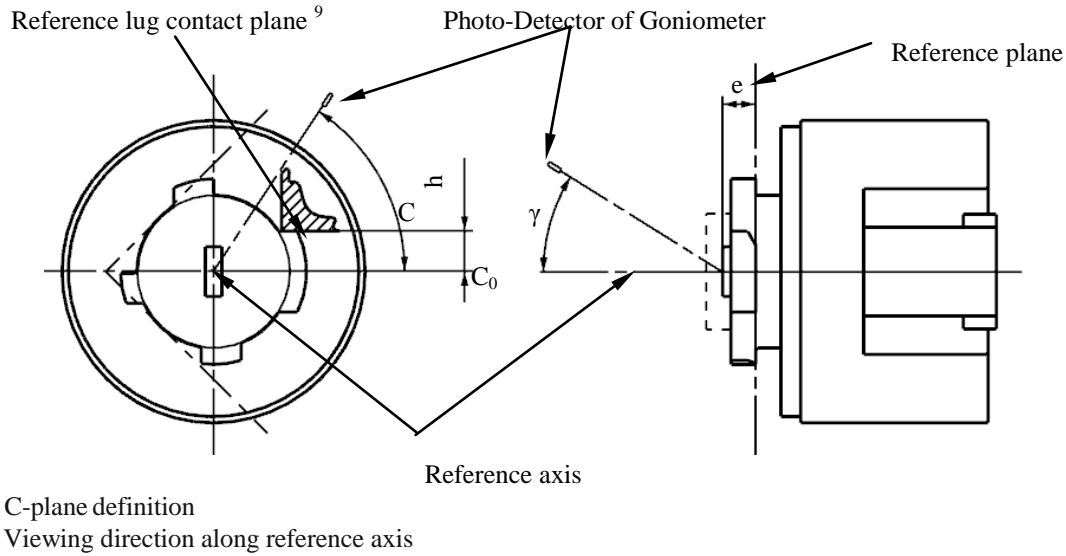 Reference lug contact plane 9
Photo-Detector of Goniometer
Reference plane
e
h
C
γ
C0
Reference axis
C-plane definition
Viewing direction along reference axis